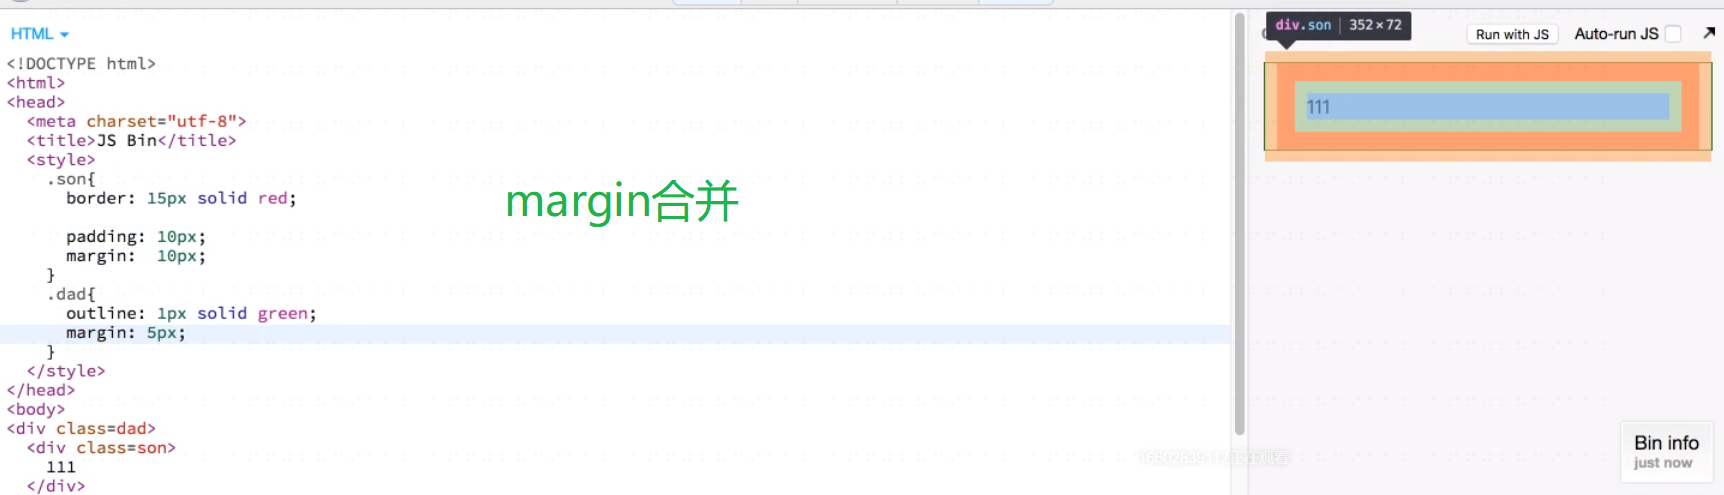 HTML
<!DOCTYPE html>
<html>
<head>
<meta charset="utf-8">
<title>JS Bin</title>
<style>
.son{
border: 15px solid red;
padding: 10px;
margin:  10px;
}
.dad{
outline: 1px solid green;
margin: 5px;
}
</style>
</head>
<body>
<div class=dad>
<div class=son>
111
</div>
margin合并
div.son 352×72
Run with JS Auto-run JS
111
Bin info
just now